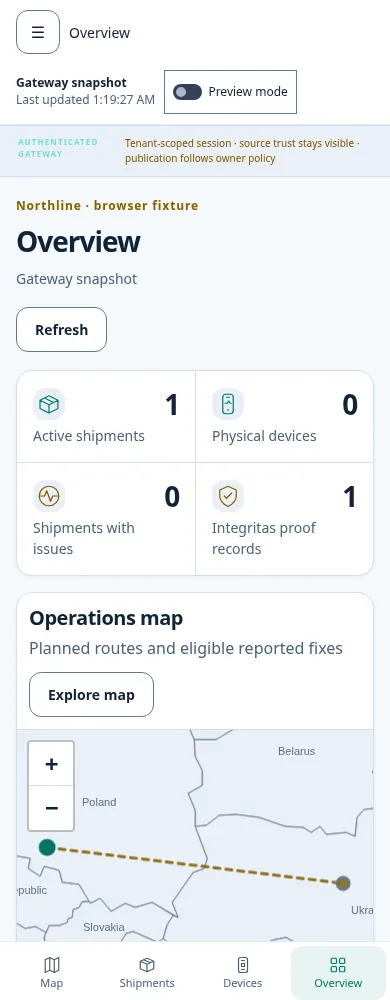 ☰ Overview
Gateway snapshot
Last updated 1:19:27 AM
Preview mode
AUTHENTICATED
GATEWAY
Tenant-scoped session · source trust stays visible ·
publication follows owner policy
Northline · browser fixture
Overview
Gateway snapshot
Refresh
1
Active shipments
0
Physical devices
0
Shipments with
issues
1
Integritas proof
records
Operations map
Planned routes and eligible reported fixes
Explore map
+
−
Belarus
Poland
epublic
Ukra
Slovakia
Map
Shipments
Devices
Overview